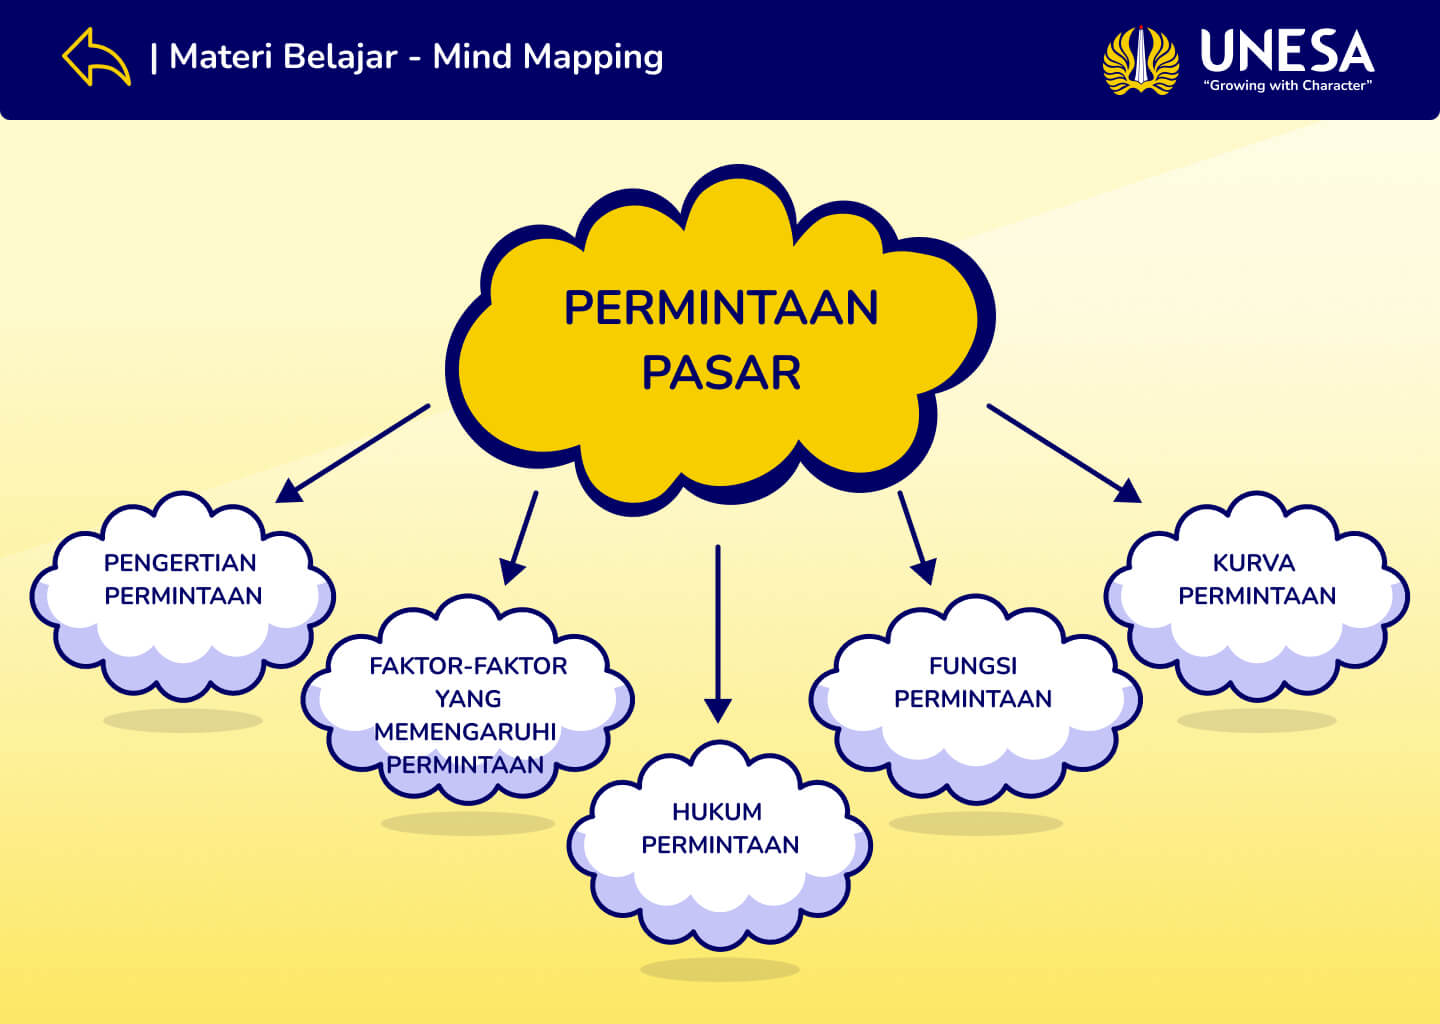 | Materi Belajar - Mind Mapping
UNESA
“Growing with Character”
PERMINTAAN
PASAR
PENGERTIAN
PERMINTAAN
FAKTOR-FAKTOR
YANG
MEMENGARUHI
PERMINTAAN
HUKUM
PERMINTAAN
FUNGSI
PERMINTAAN
KURVA
PERMINTAAN